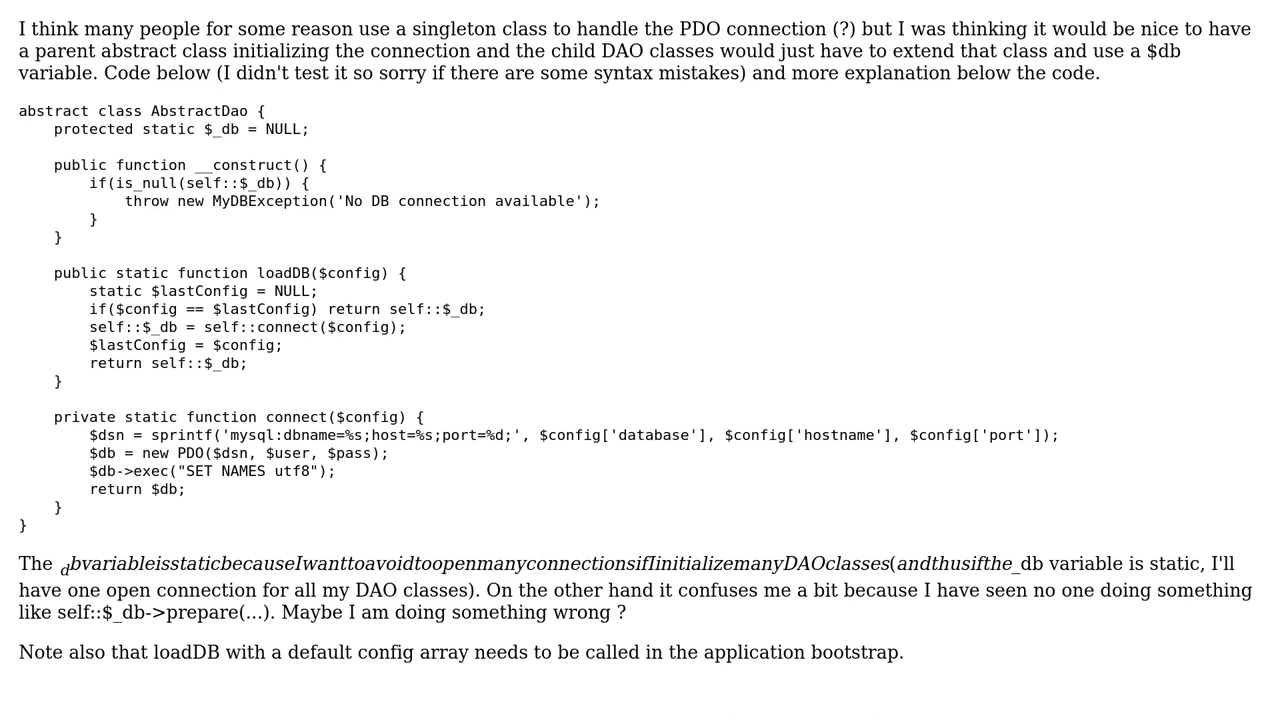 I think many people for some reason use a singleton class to handle the PDO connection (?) but I was thinking it would be nice to have
a parent abstract class initializing the connection and the child DAO classes would just have to extend that class and use a $db
variable. Code below (I didn't test it so sorry if there are some syntax mistakes) and more explanation below the code.
abstract class AbstractDao {
    protected static $_db = NULL;
    public function __construct() {
        if(is_null(self::$_db)) {
            throw new MyDBException('No DB connection available');
        }
    }
    public static function loadDB($config) {
        static $lastConfig = NULL;
        if($config == $lastConfig) return self::$_db;
        self::$_db = self::connect($config);
        $lastConfig = $config;
        return self::$_db;
    }
    private static function connect($config) {
        $dsn = sprintf('mysql:dbname=%s;host=%s;port=%d;', $config['database'], $config['hostname'], $config['port']);
        $db = new PDO($dsn, $user, $pass);
        $db->exec("SET NAMES utf8");
        return $db;
    }
}
The dbvariableisstaticbecauseIwanttoavoidtoopenmanyconnectionsifIinitializemanyDAOclasses(andthusifthe_db variable is static, I'll
have one open connection for all my DAO classes). On the other hand it confuses me a bit because I have seen no one doing something
like self::$_db->prepare(...). Maybe I am doing something wrong ?
Note also that loadDB with a default config array needs to be called in the application bootstrap.